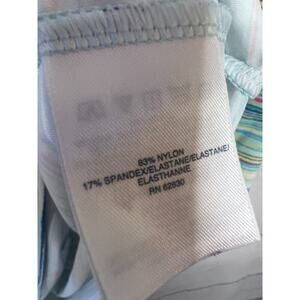 83% NYLON
17% SPANDEX/ELASTANE/ELASTANE/
ELASTHANNE
RN 62830